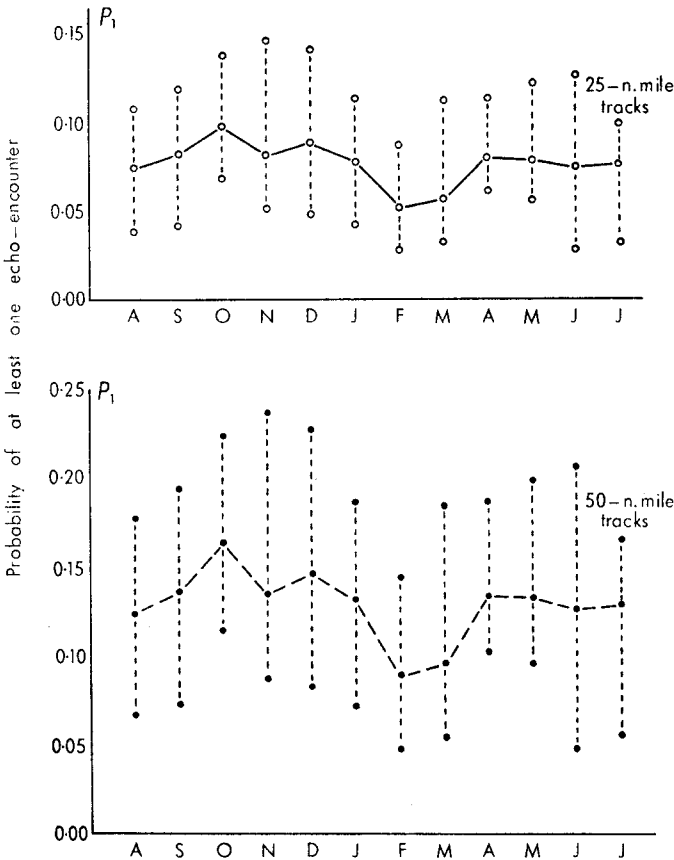 P₁
0·15
0·10
0·05
0·00
25–n.mile
tracks
A S O N D J F M A M J J
Probability of at least one echo–encounter
0·25
P₁
0·20
0·15
0·10
0·05
0·00
50–n.mile
tracks
A S O N D J F M A M J J